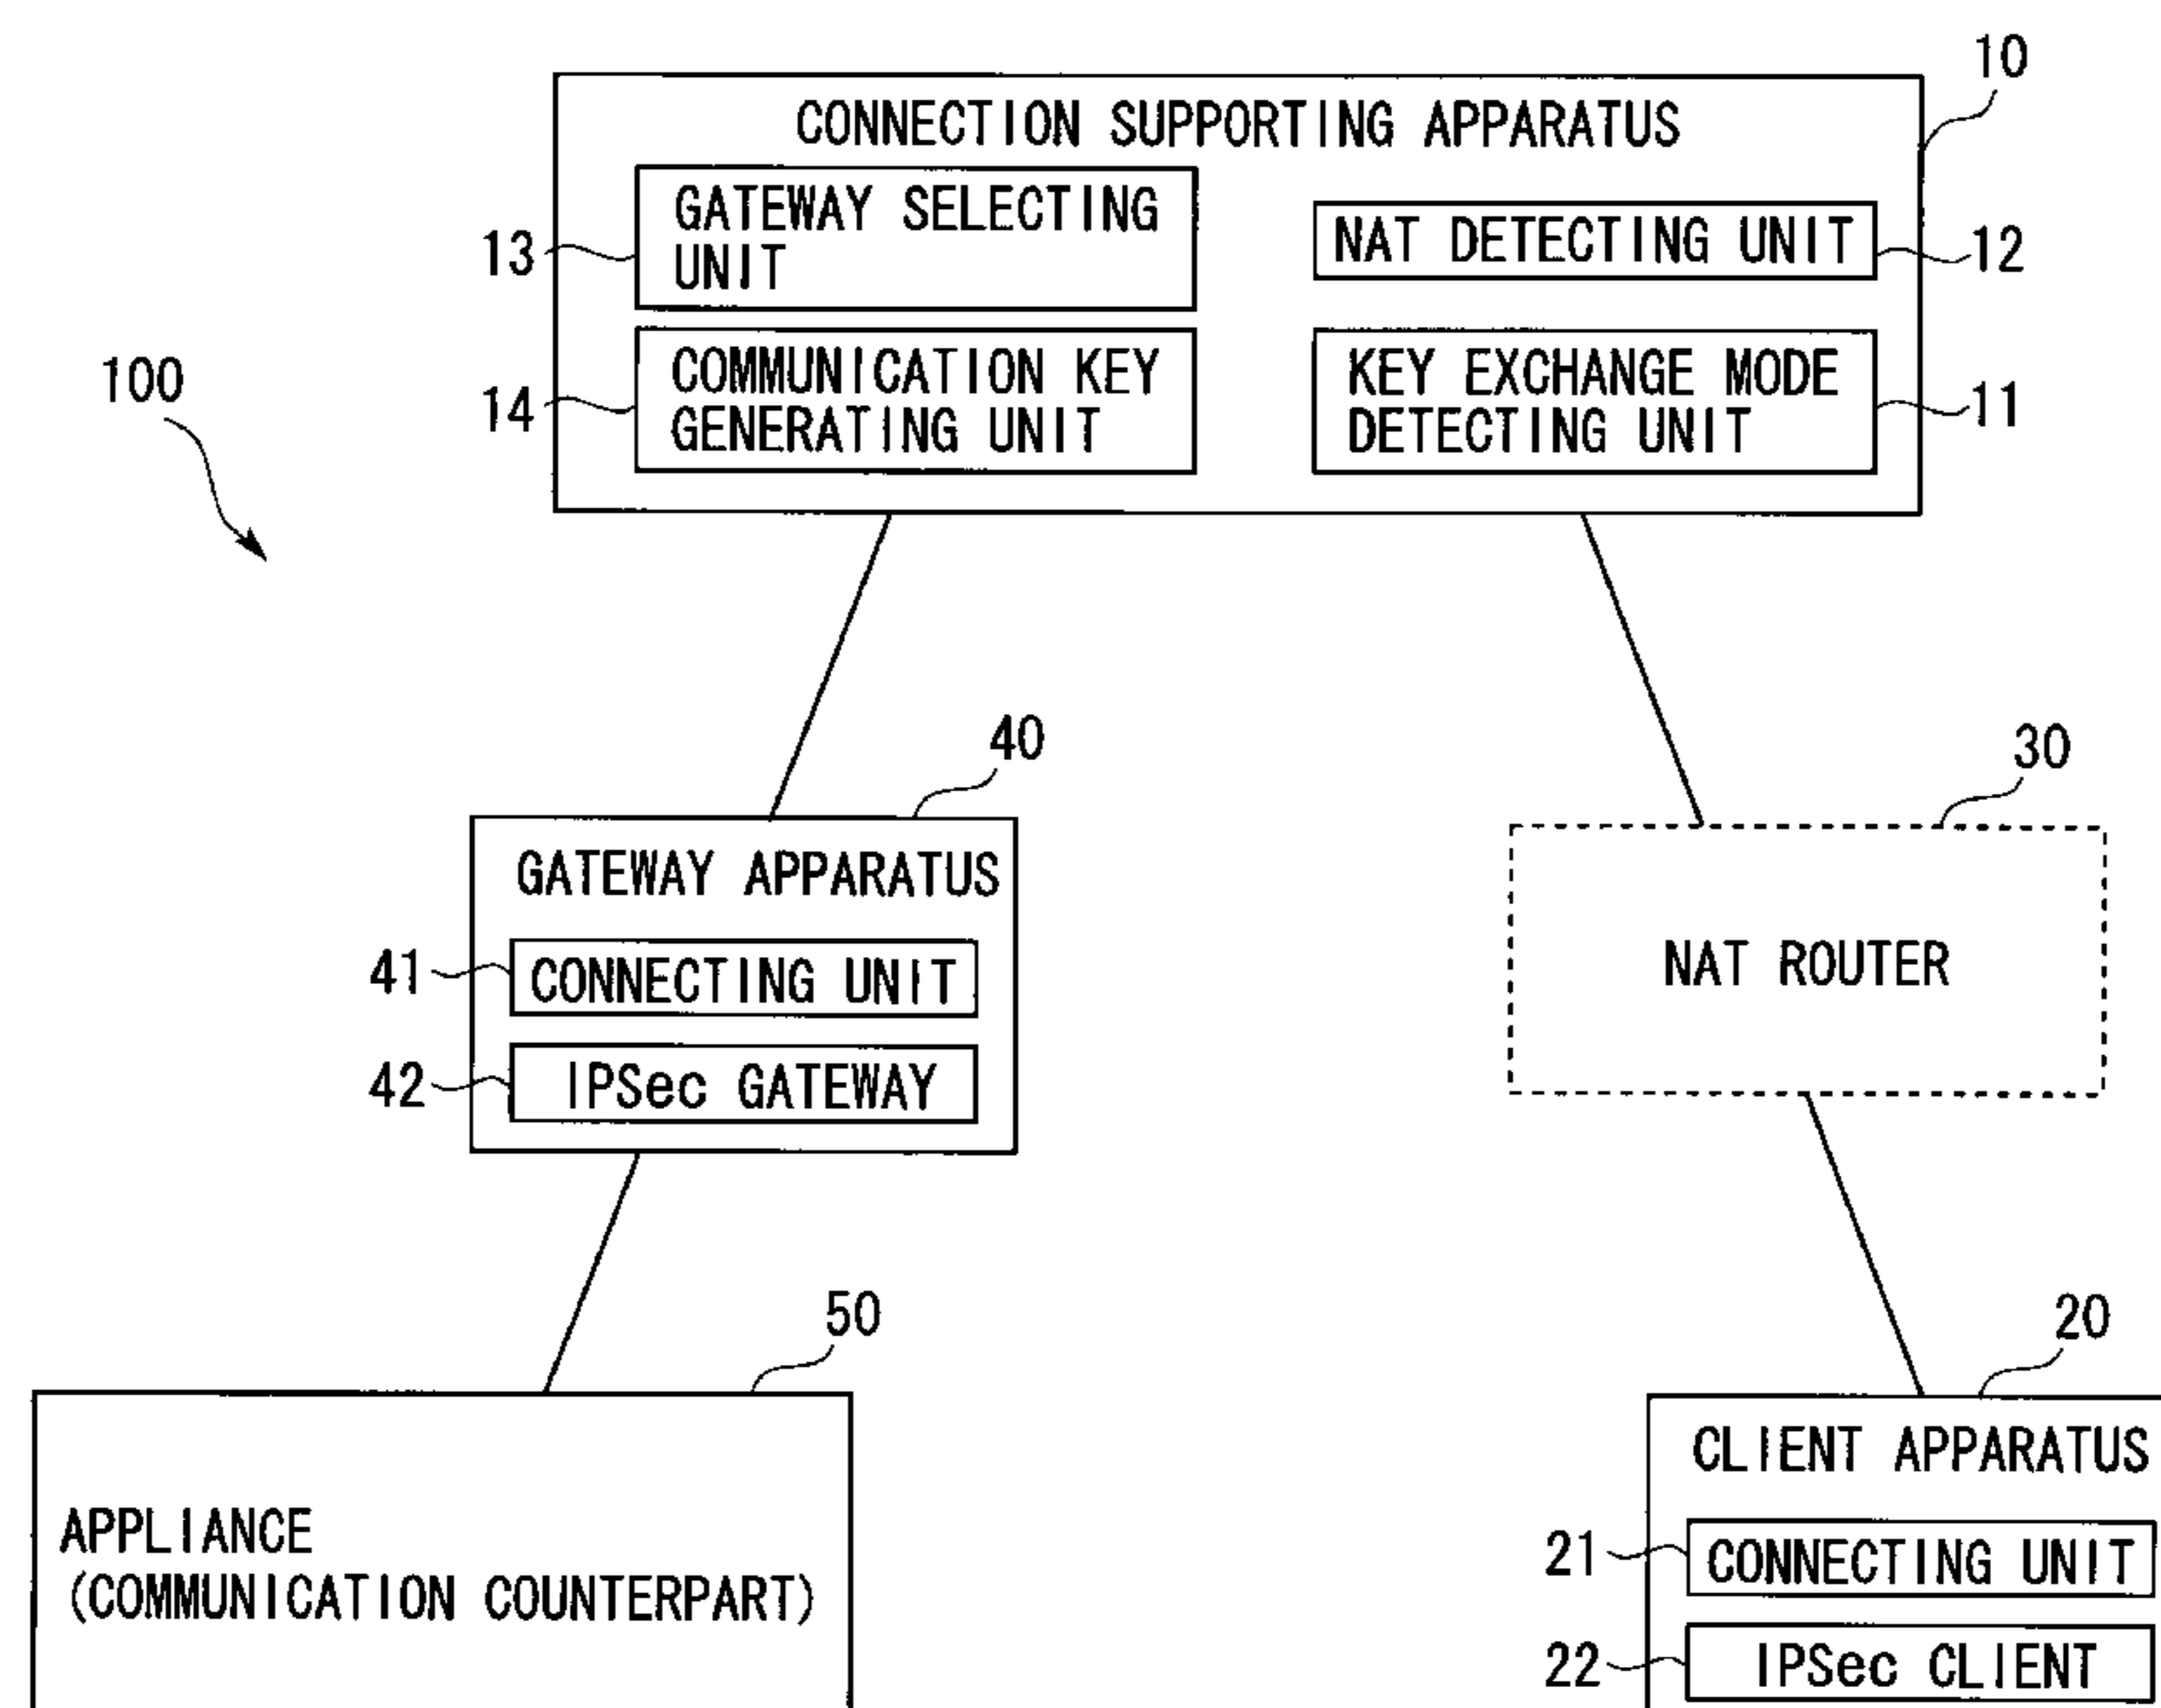 10
CONNECTION SUPPORTING APPARATUS
GATEWAY SELECTING
UNIT
13
NAT DETECTING UNIT
12
100
COMMUNICATION KEY
GENERATING UNIT
14
KEY EXCHANGE MODE
DETECTING UNIT
11
40
30
GATEWAY APPARATUS
41
CONNECTING UNIT
42
IPSec GATEWAY
NAT ROUTER
50
20
APPLIANCE
(COMMUNICATION COUNTERPART)
CLIENT APPARATUS
21
CONNECTING UNIT
22
IPSec CLIENT